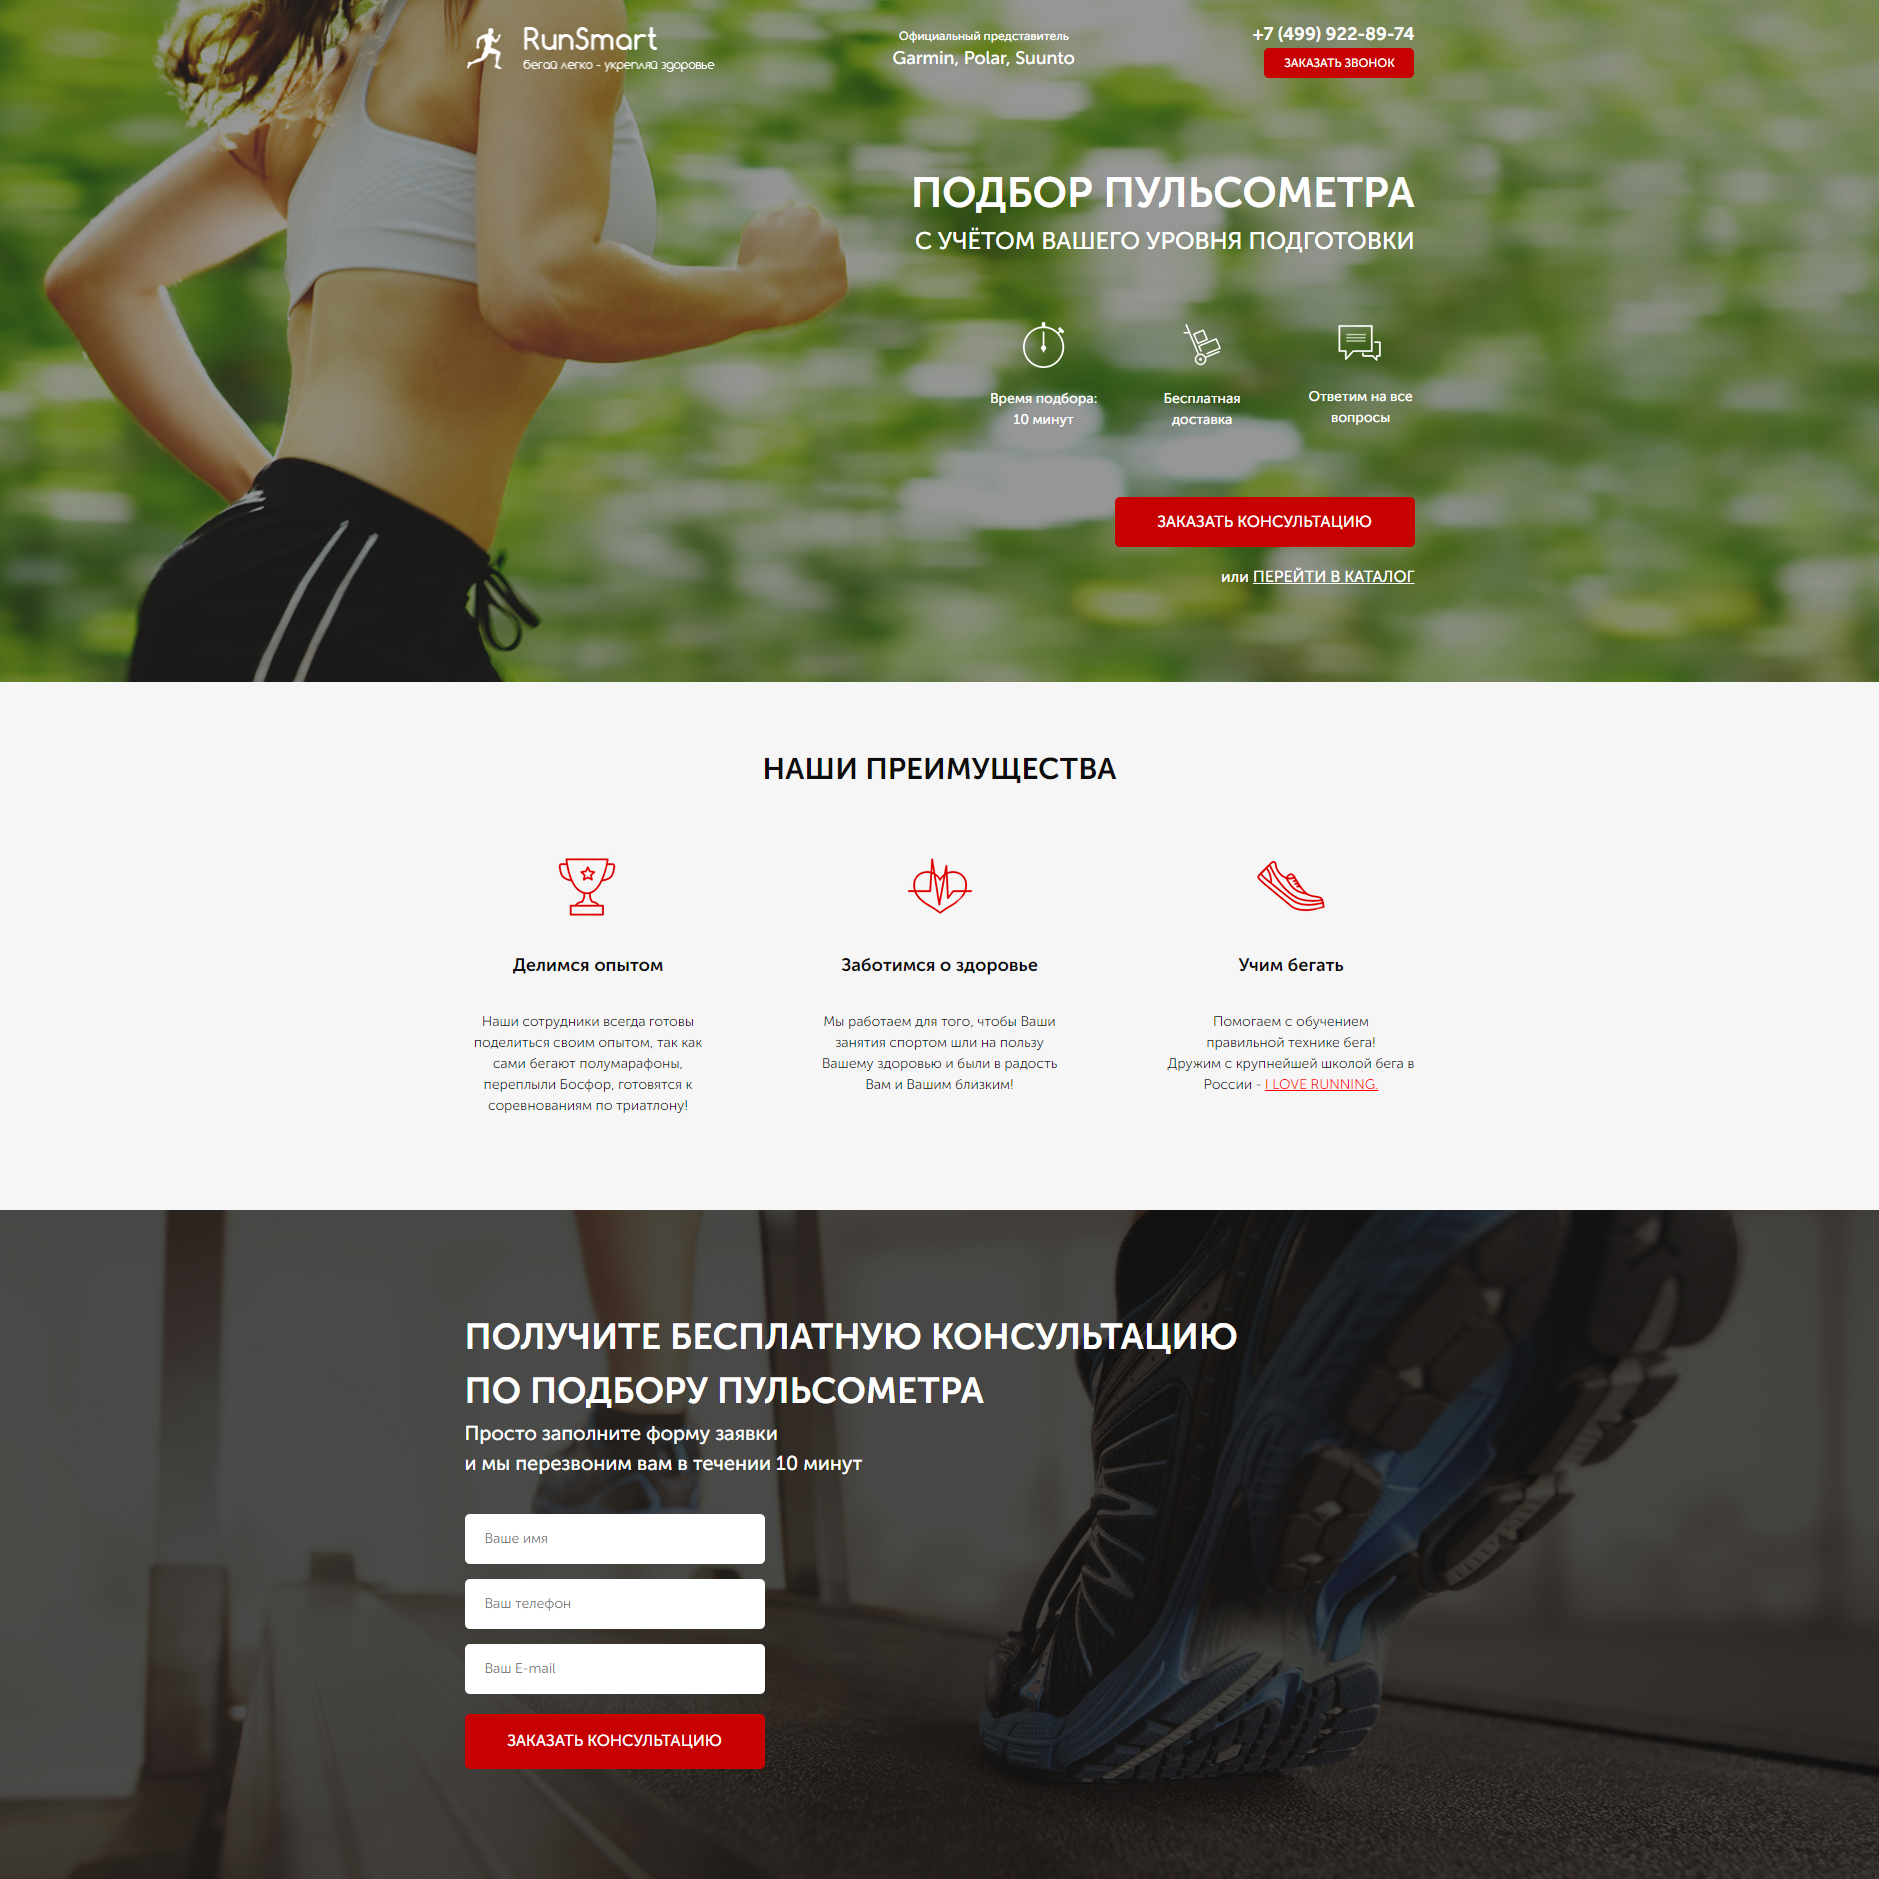 RunSmart
бегай легко - укрепляй здоровье
Официальный представитель
Garmin, Polar, Suunto
+7 (499) 922-89-74
ЗАКАЗАТЬ ЗВОНОК
ПОДБОР ПУЛЬСОМЕТРА
С УЧЁТОМ ВАШЕГО УРОВНЯ ПОДГОТОВКИ
Время подбора:
10 минут
Бесплатная
доставка
Ответим на все
вопросы
ЗАКАЗАТЬ КОНСУЛЬТАЦИЮ
или ПЕРЕЙТИ В КАТАЛОГ
НАШИ ПРЕИМУЩЕСТВА
Делимся опытом
Наши сотрудники всегда готовы
поделиться своим опытом, так как
сами бегают полумарафоны,
переплыли Босфор, готовятся к
соревнованиям по триатлону!
Заботимся о здоровье
Мы работаем для того, чтобы Ваши
занятия спортом шли на пользу
Вашему здоровью и были в радость
Вам и Вашим близким!
Учим бегать
Помогаем с обучением
правильной технике бега!
Дружим с крупнейшей школой бега в
России - I LOVE RUNNING.
ПОЛУЧИТЕ БЕСПЛАТНУЮ КОНСУЛЬТАЦИЮ
ПО ПОДБОРУ ПУЛЬСОМЕТРА
Просто заполните форму заявки
и мы перезвоним вам в течении 10 минут
Ваше имя
Ваш телефон
Ваш E-mail
ЗАКАЗАТЬ КОНСУЛЬТАЦИЮ